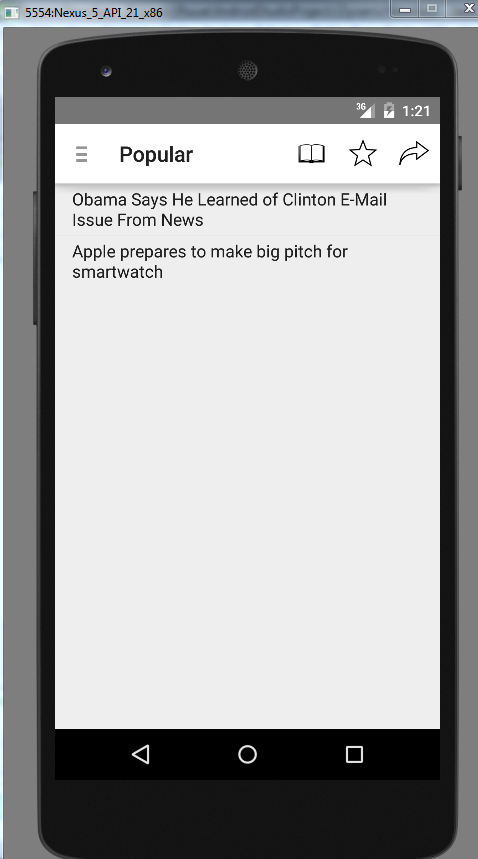 5554:Nexus_5_API_21_x86
3G 1:21
Popular
Obama Says He Learned of Clinton E-Mail
Issue From News
Apple prepares to make big pitch for
smartwatch